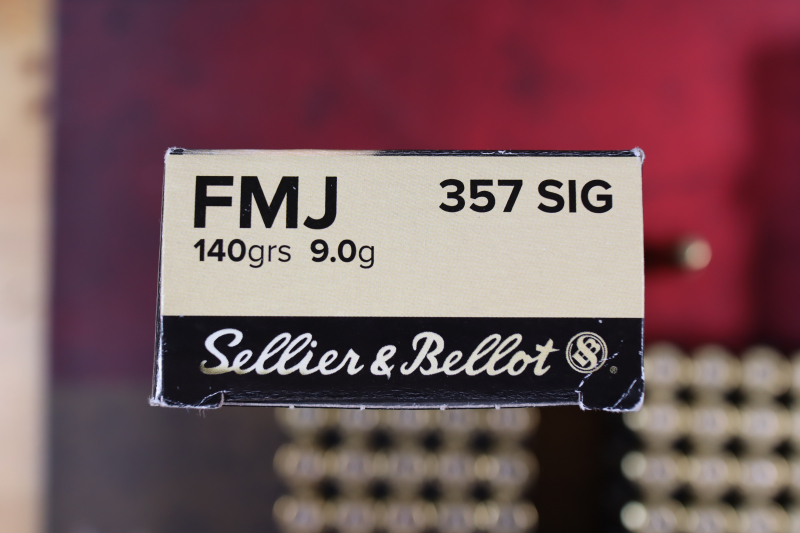 FMJ 357 SIG
140grs 9.0g
Sellier & Bellot S&B ®